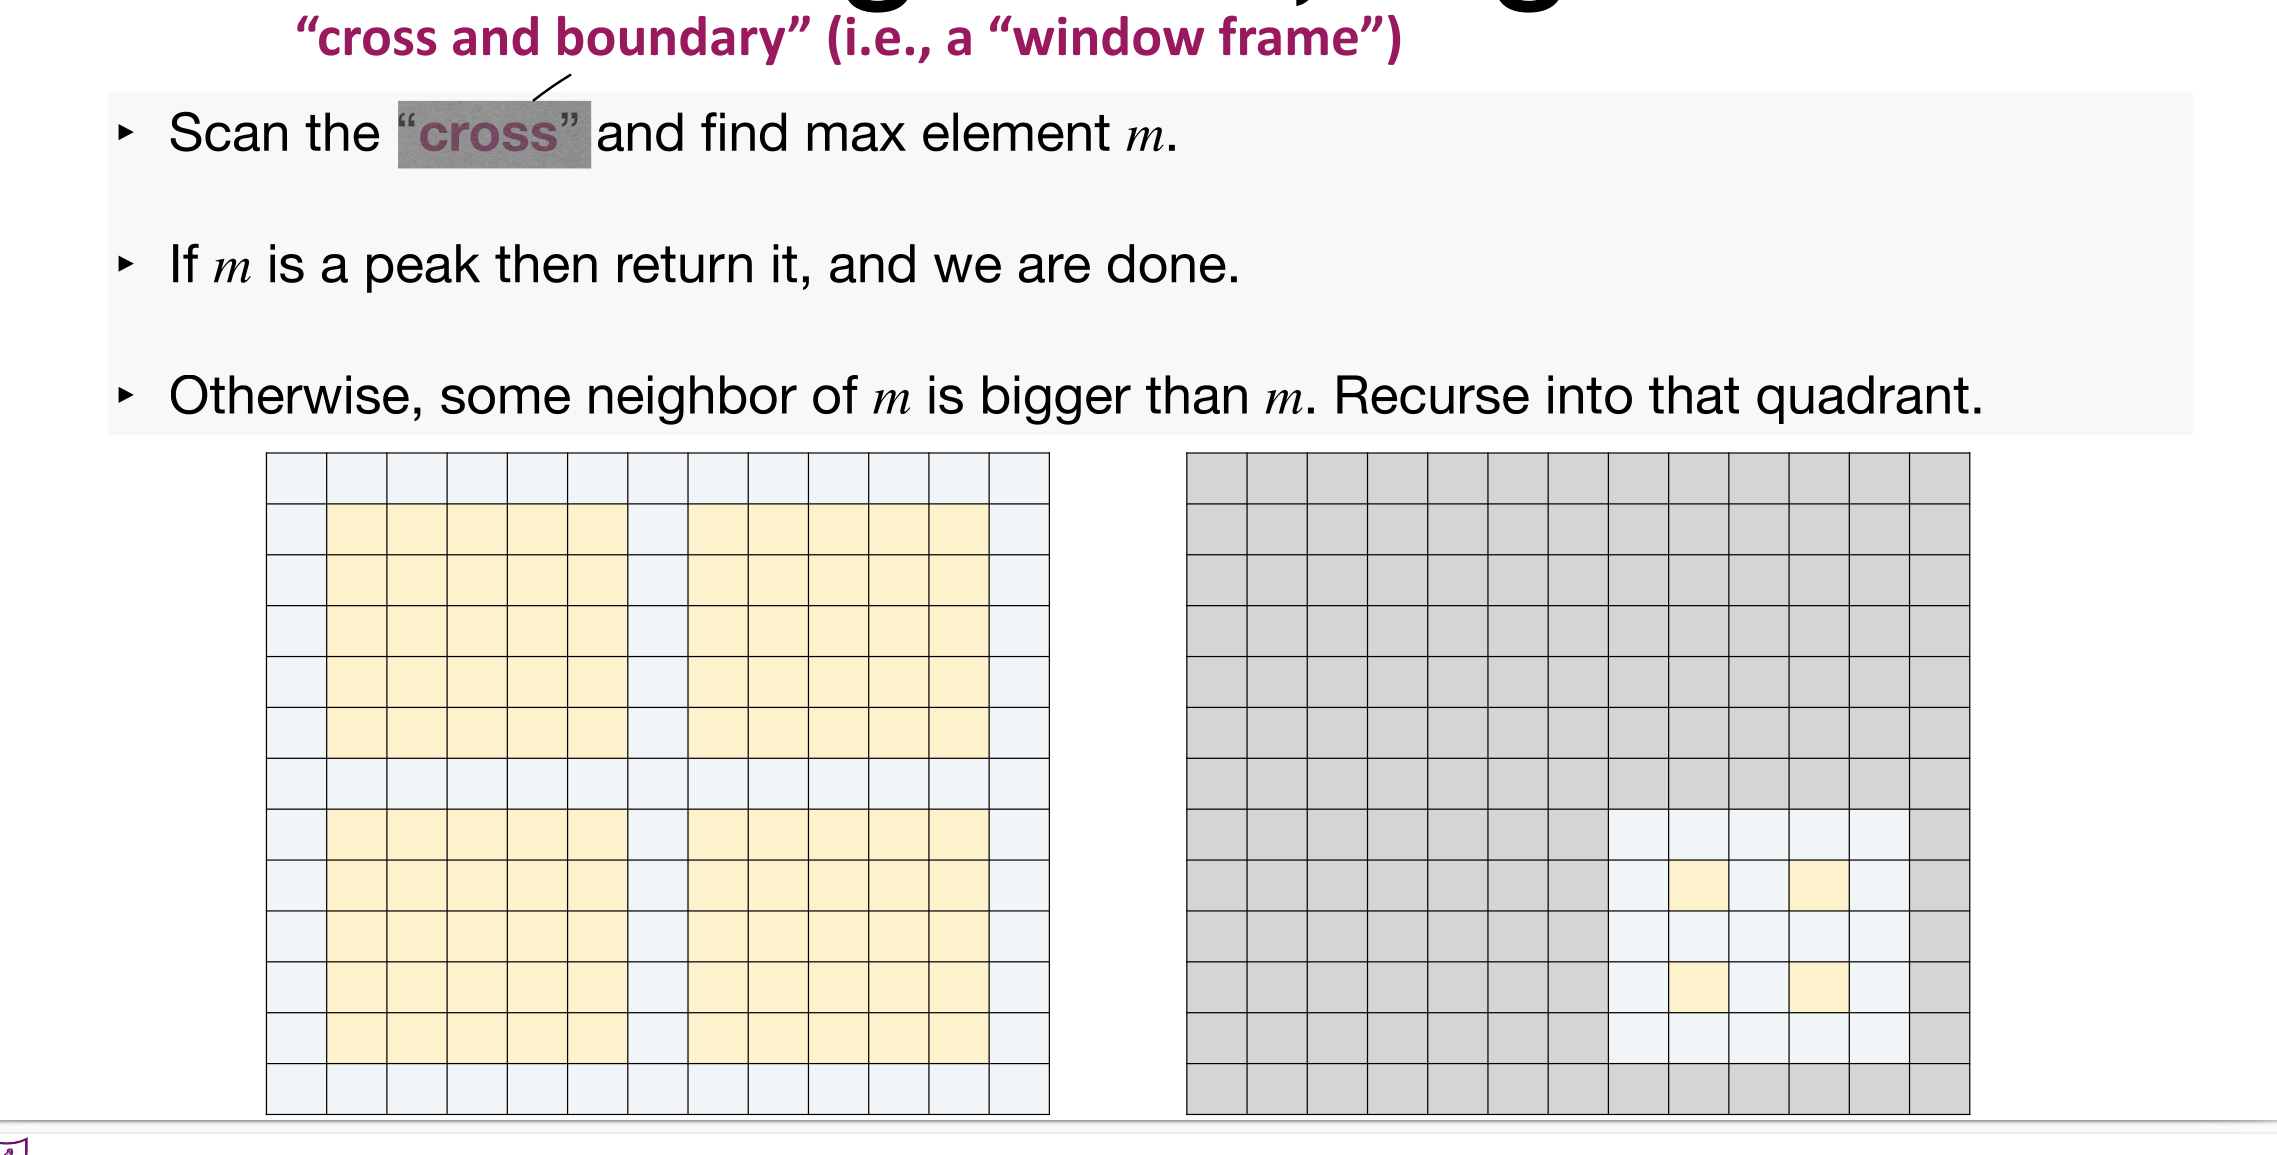 “cross and boundary” (i.e., a “window frame”)
‣ Scan the “cross” and find max element m.
‣ If m is a peak then return it, and we are done.
‣ Otherwise, some neighbor of m is bigger than m. Recurse into that quadrant.